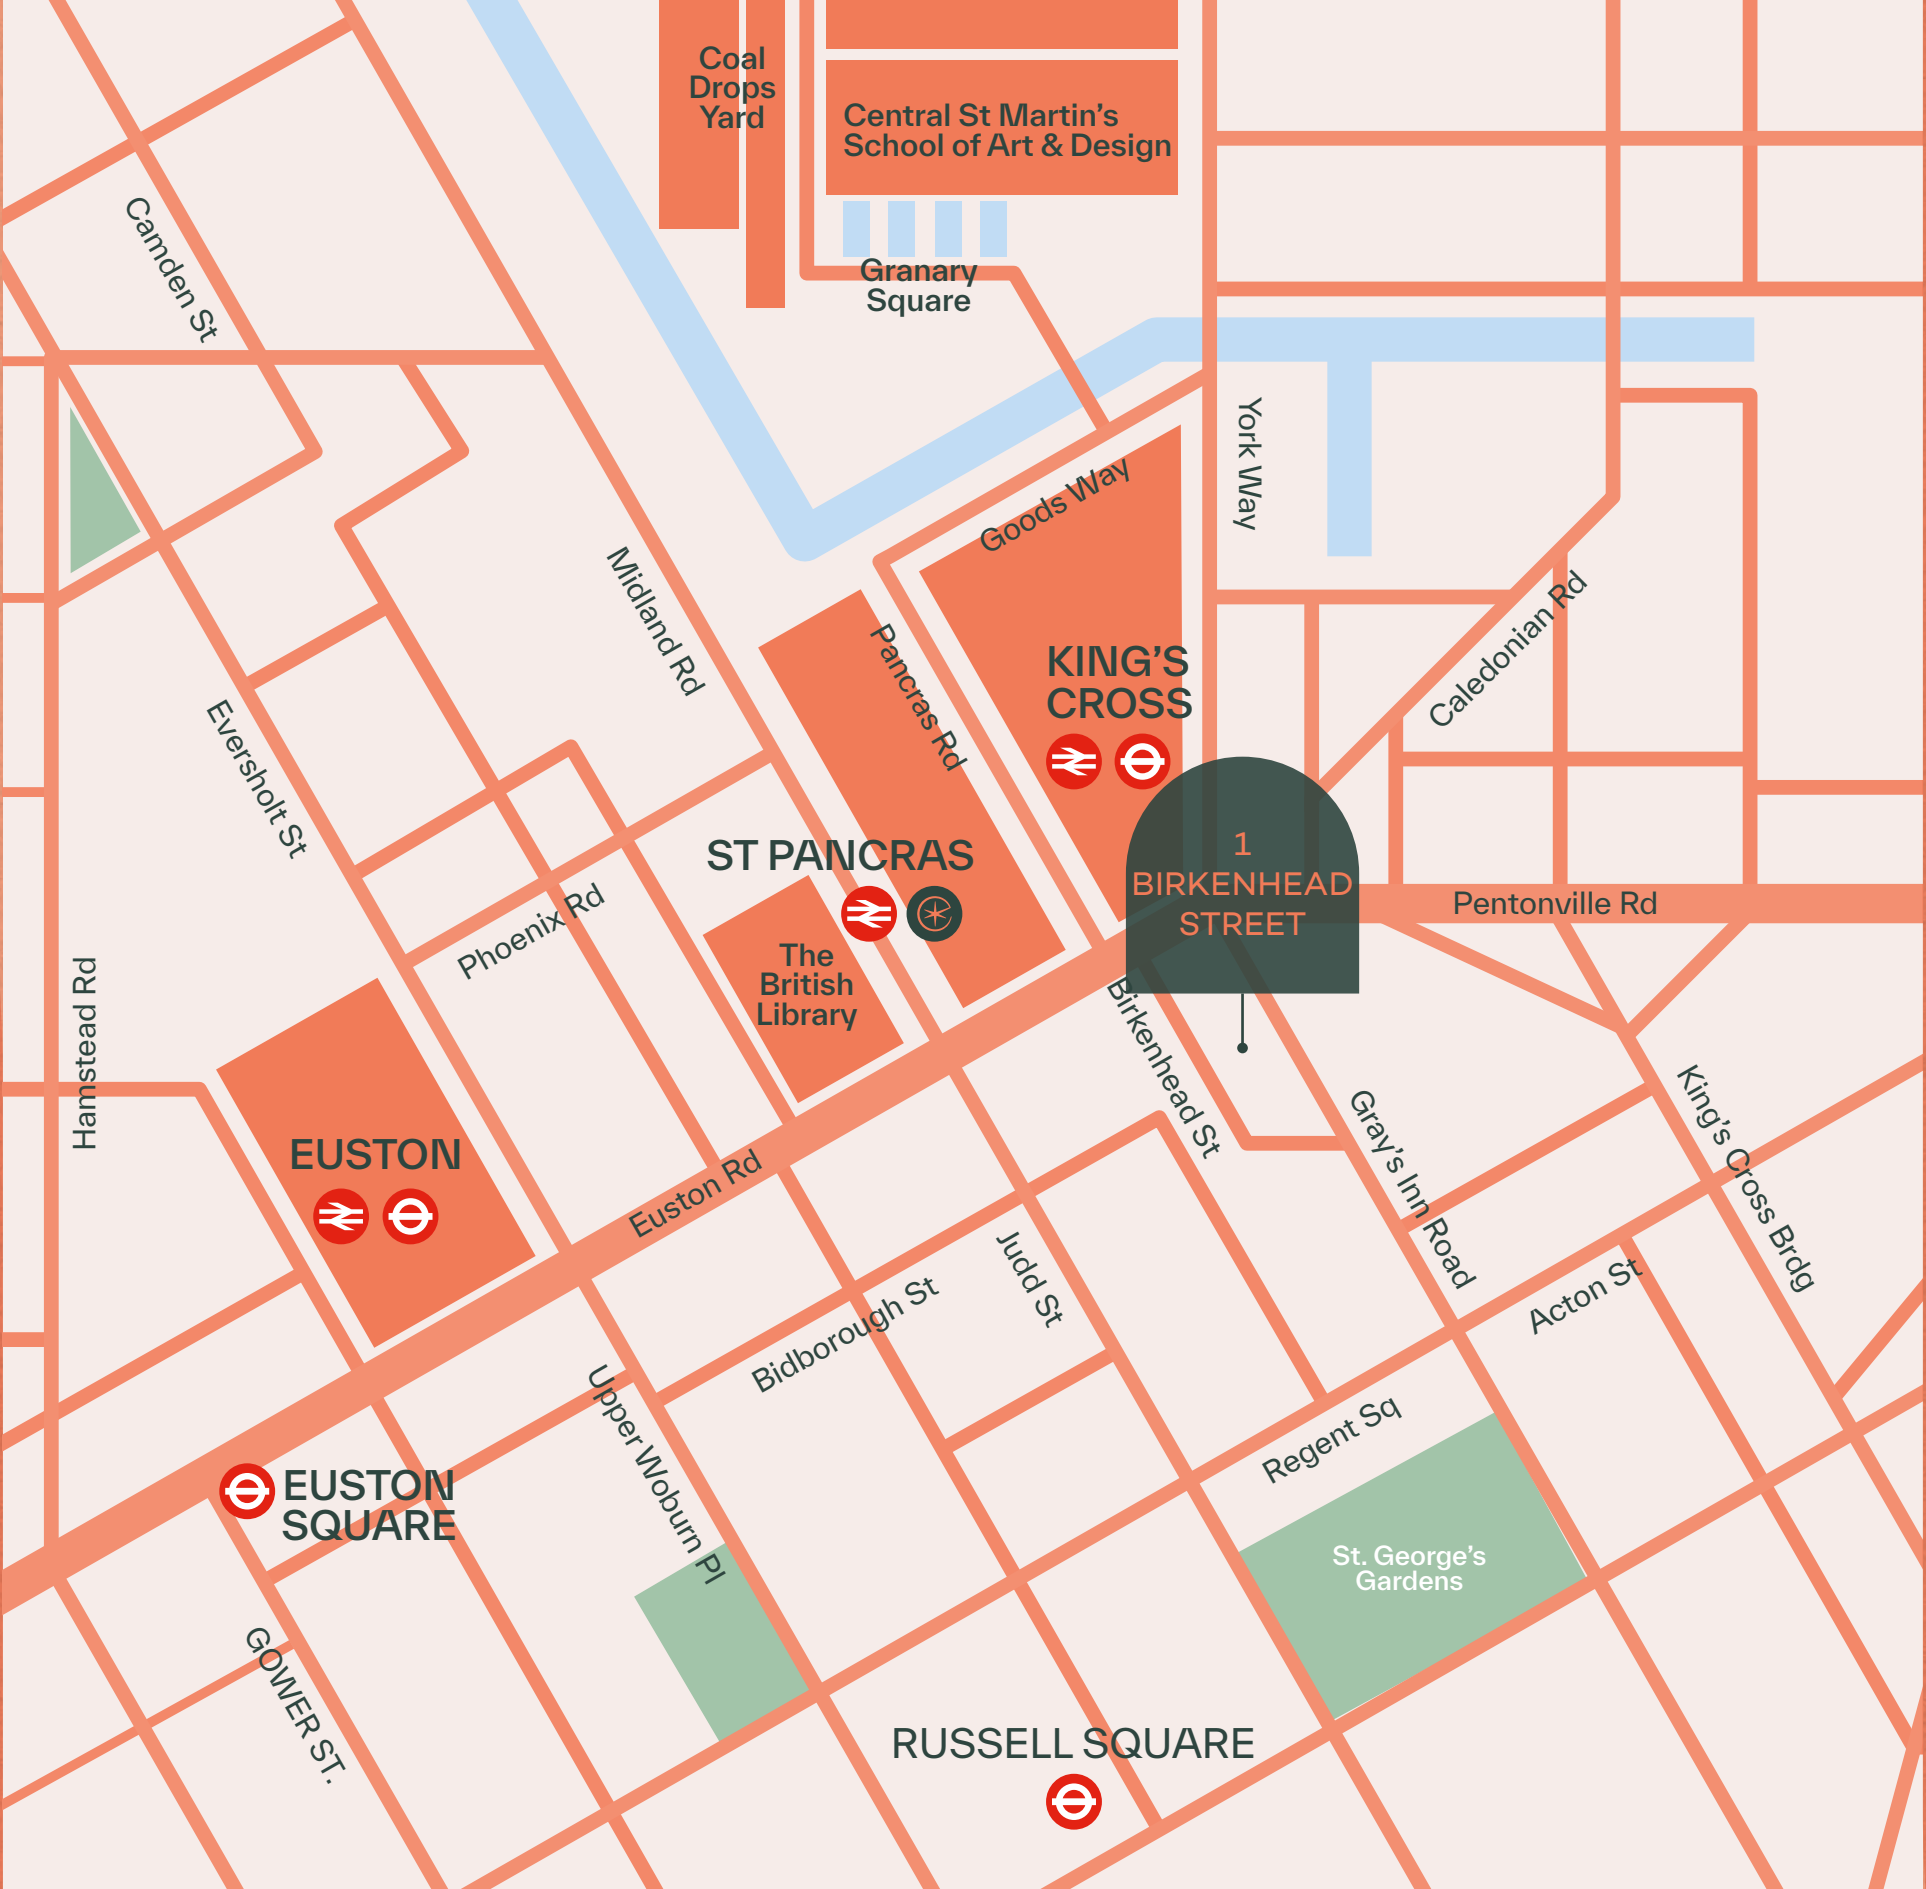 Coal
Drops
Yard
Central St Martin's
School of Art & Design
Granary
Square
Camden St
York Way
Goods Way
Midland Rd
Pancras Rd
Caledonian Rd
KING'S
CROSS
Eversholt St
ST PANCRAS
1
BIRKENHEAD
STREET
Pentonville Rd
Phoenix Rd
The
British
Library
Hamstead Rd
Birkenhead St
EUSTON
Euston Rd
Gray's Inn Road
King's Cross Brdg
Judd St
Bidborough St
Acton St
Upper Woburn Pl
Regent Sq
EUSTON
SQUARE
St. George's
Gardens
GOWER ST.
RUSSELL SQUARE